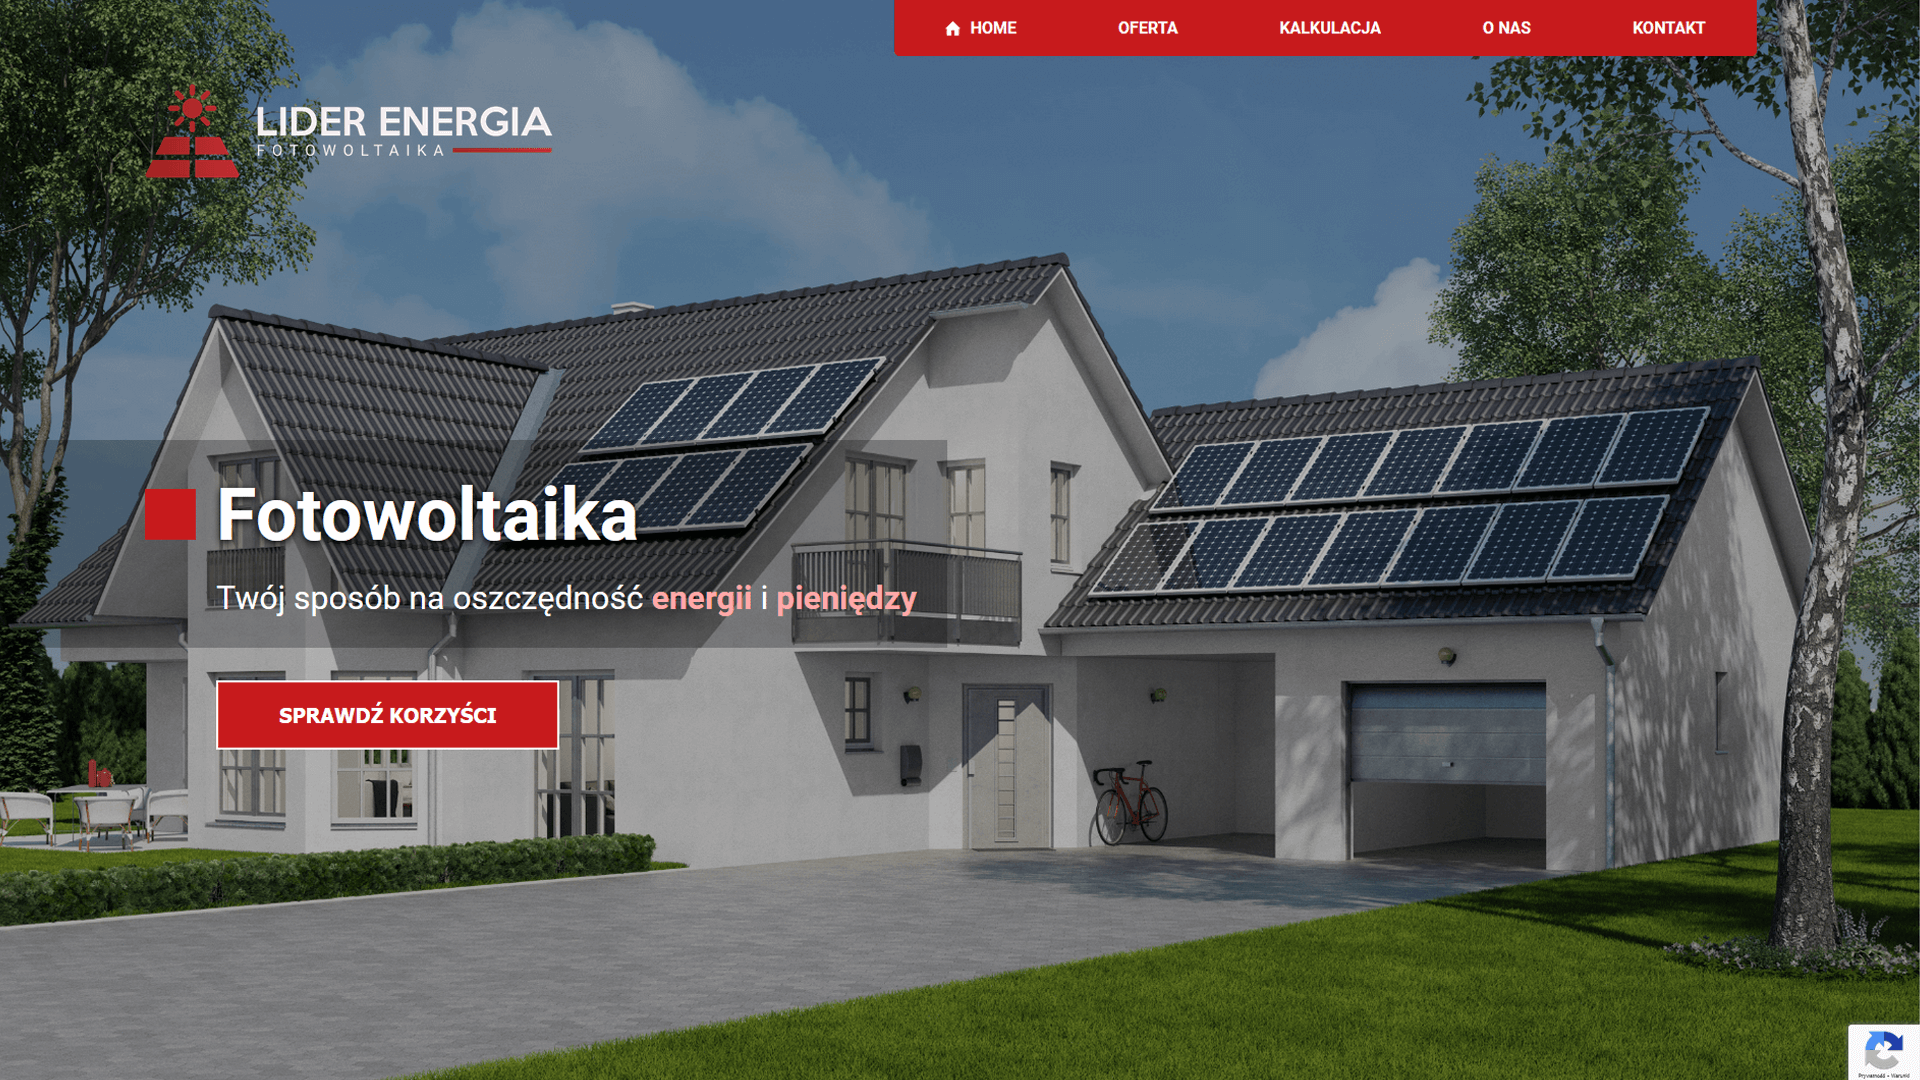 HOME OFERTA KALKULACJA O NAS KONTAKT
LIDER ENERGIA
FOTOWOLTAIKA
Fotowoltaika
Twój sposób na oszczędność energii i pieniędzy
SPRAWDŹ KORZYŚCI
Prywatność - Warunki